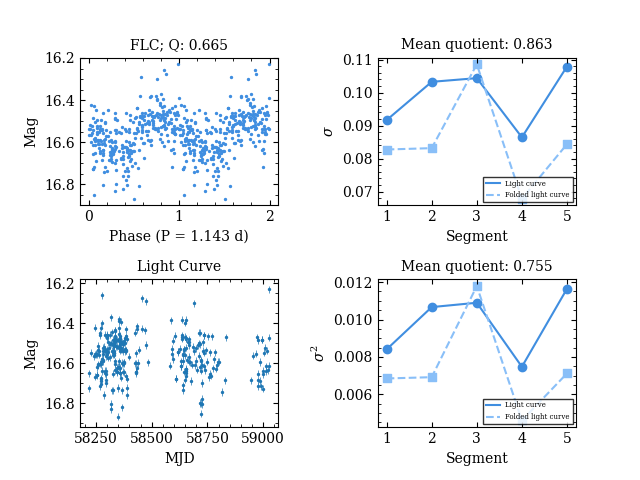 FLC; Q: 0.665
16.2
16.4
16.6
16.8
Mag
0
1
2
Phase (P = 1.143 d)
Mean quotient: 0.863
0.11
0.10
0.09
0.08
0.07
σ
1
2
3
4
5
Segment
Light curve
Folded light curve
Light Curve
16.2
16.4
16.6
16.8
Mag
58250
58500
58750
59000
MJD
Mean quotient: 0.755
0.012
0.010
0.008
0.006
σ²
1
2
3
4
5
Segment
Light curve
Folded light curve